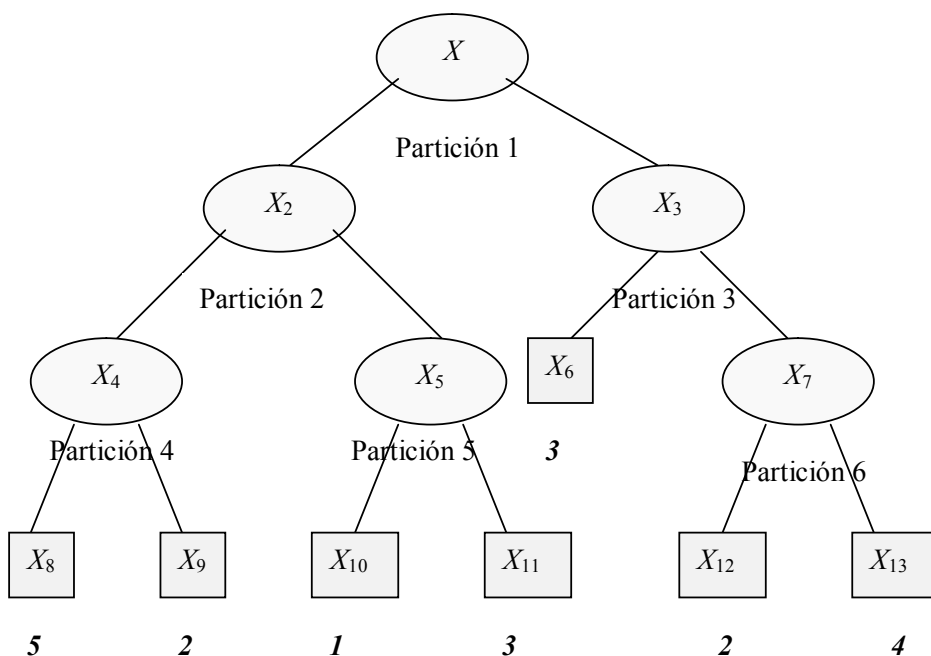 X
Partición 1
X2 X3
Partición 2 Partición 3
X4 X5 X6 X7
Partición 4 Partición 5 3 Partición 6
X8 X9 X10 X11 X12 X13
5 2 1 3 2 4